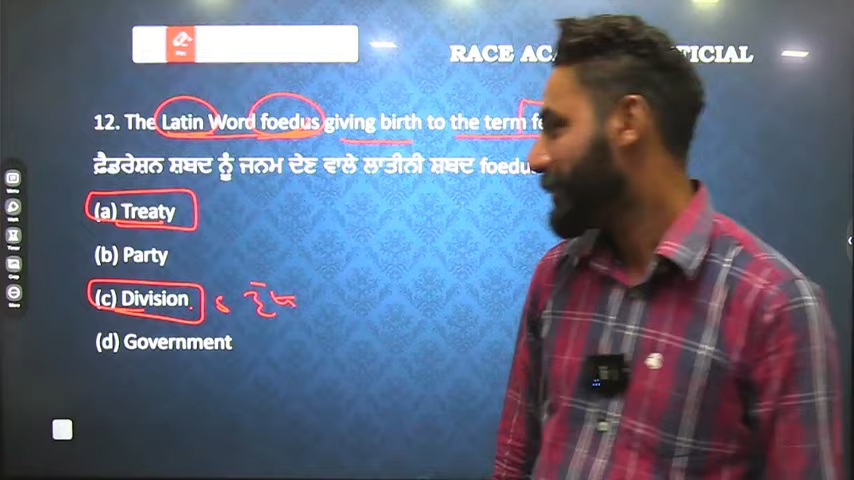 RACE ICIAL
12. The Latin Word foedus giving birth to the term
ਫ਼ੈਡਰੇਸ਼ਨ ਸ਼ਬਦ ਨੂੰ ਜਨਮ ਦੇਣ ਵਾਲੇ ਲਾਤੀਨੀ ਸ਼ਬਦ foedu
(a) Treaty
(b) Party
(c) Division
(d) Government